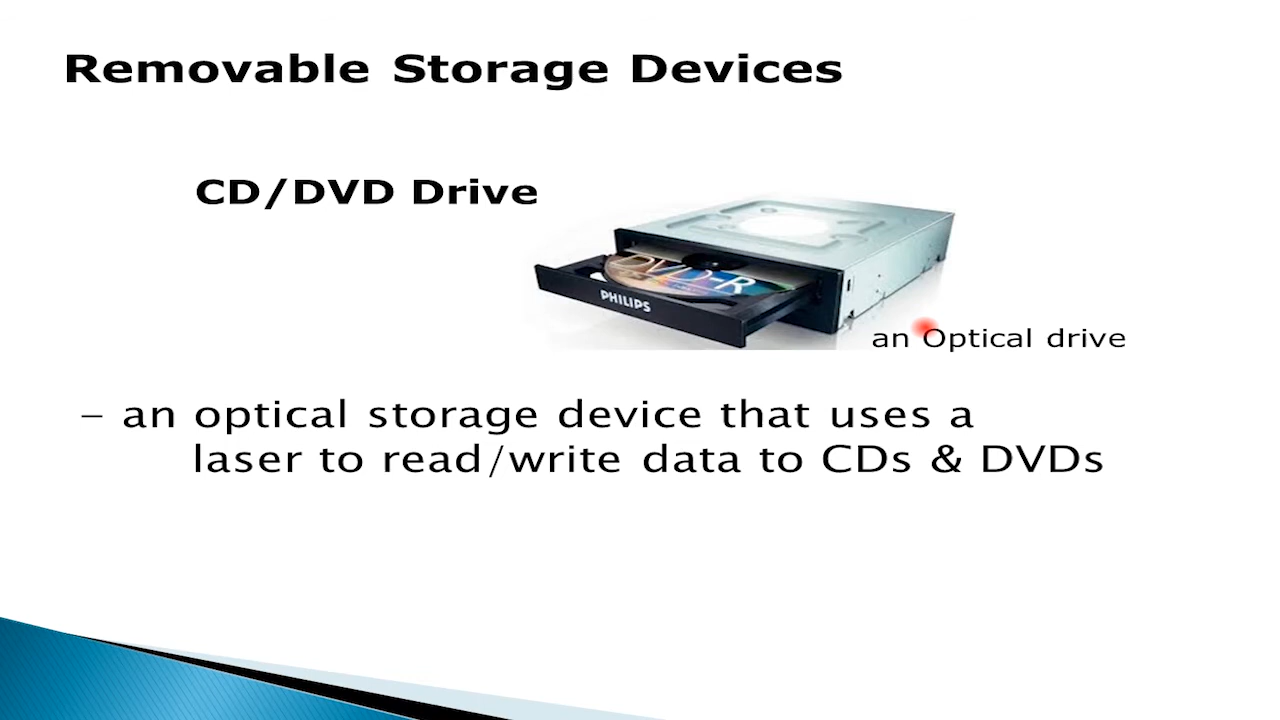 Removable Storage Devices
CD/DVD Drive
DVD-R
PHILIPS
an Optical drive
– an optical storage device that uses a
laser to read/write data to CDs & DVDs